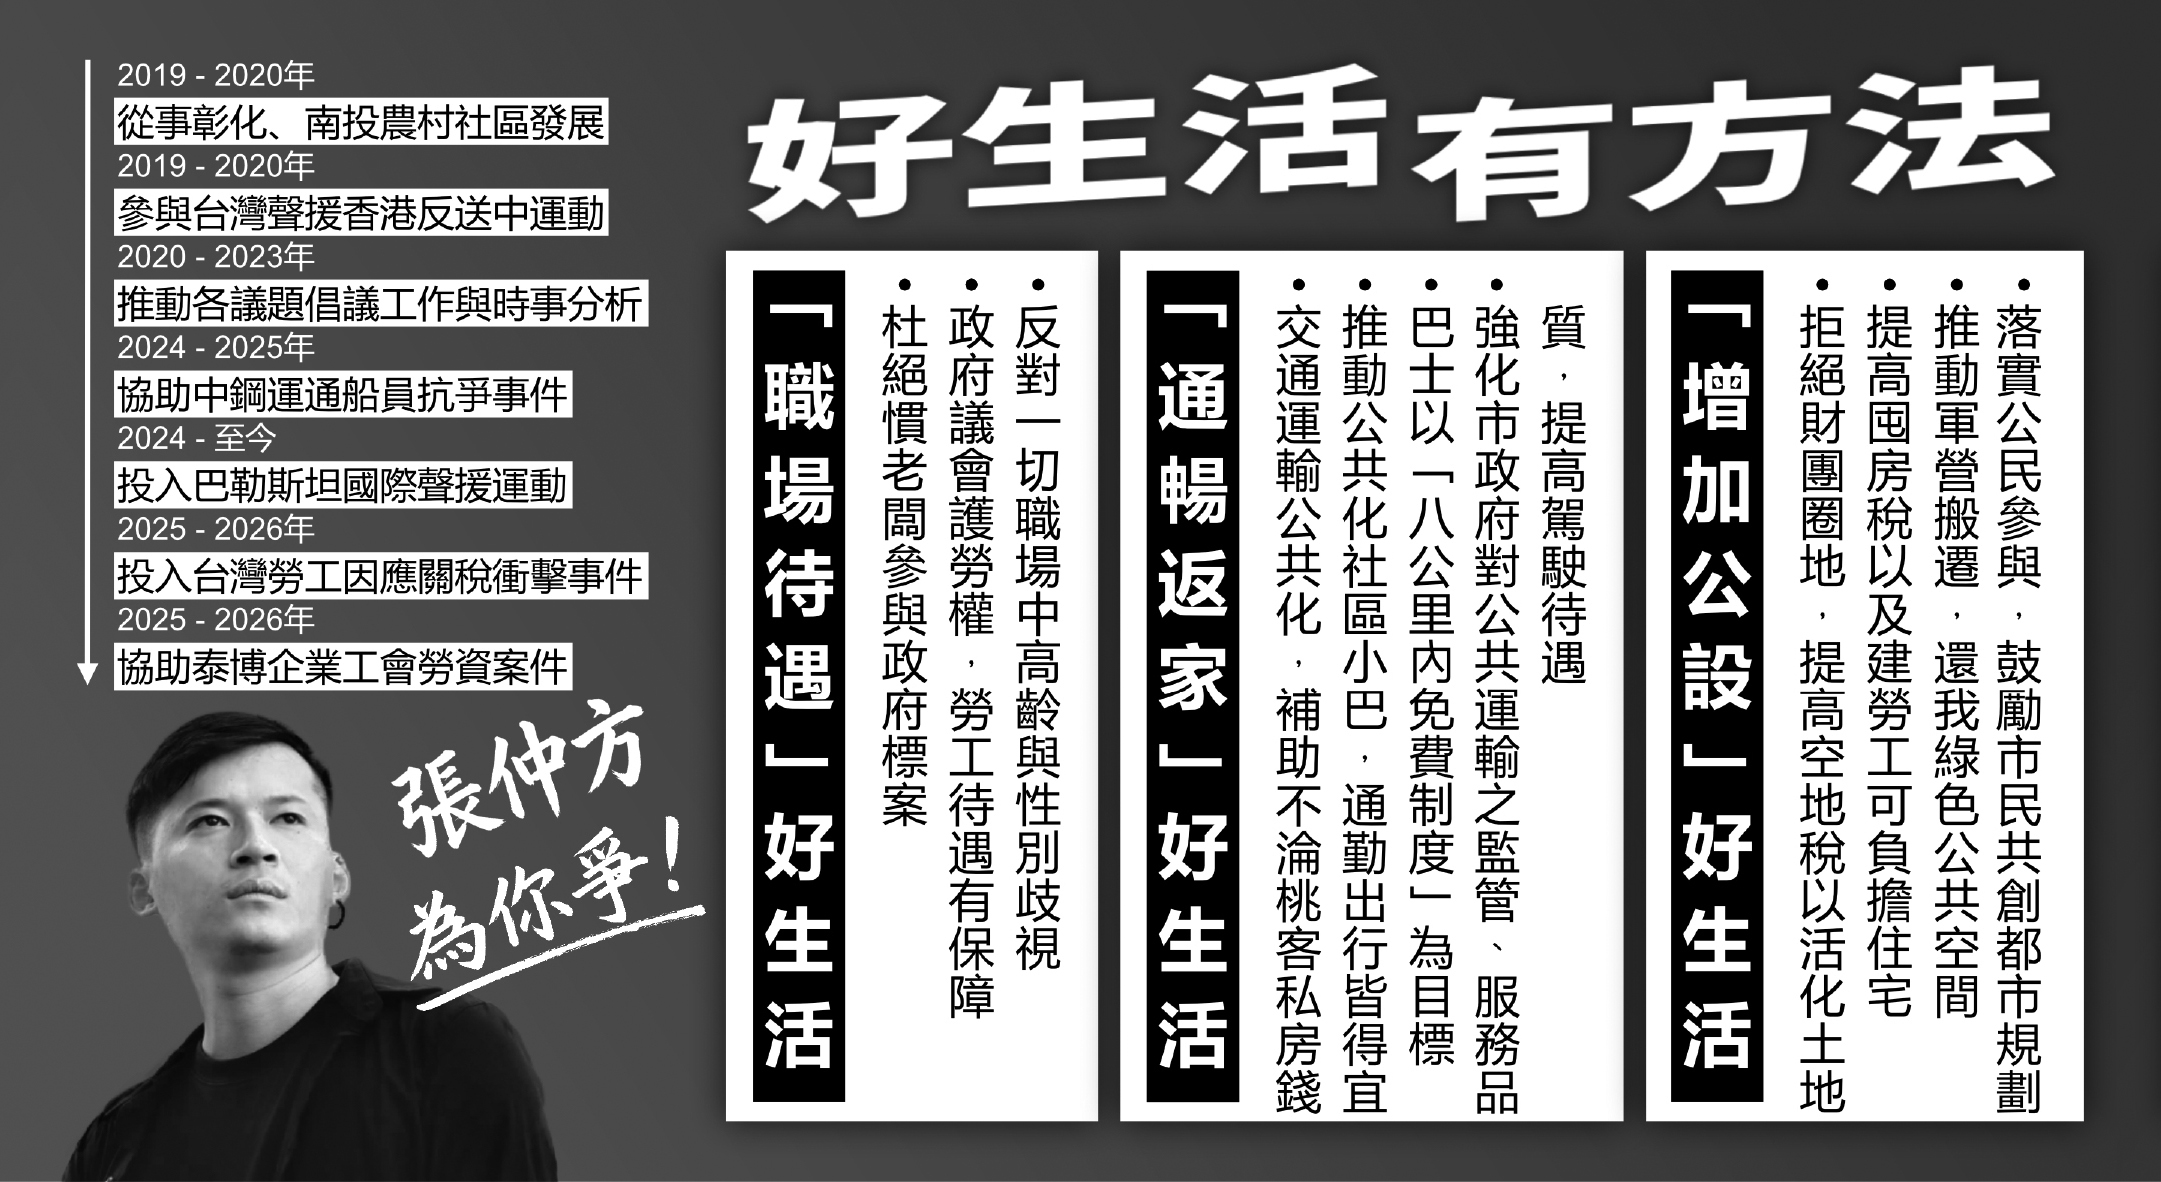 2019 - 2020年
從事彰化、南投農村社區發展
2019 - 2020年
參與台灣聲援香港反送中運動
2020 - 2023年
推動各議題倡議工作與時事分析
2024 - 2025年
協助中鋼運通船員抗爭事件
2024 - 至今
投入巴勒斯坦國際聲援運動
2025 - 2026年
投入台灣勞工因應關稅衝擊事件
2025 - 2026年
協助泰博企業工會勞資案件
張仲方
為你爭!
好生活有方法
「職場待遇」好生活
•杜絕慣老闆參與政府標案
•政府議會護勞權，勞工待遇有保障
•反對一切職場中高齡與性別歧視
「通暢返家」好生活
•交通運輸公共化，補助不淪桃客私房錢
•推動公共化社區小巴，通勤出行皆得宜
•巴士以「八公里內免費制度」為目標
•強化市政府對公共運輸之監管、服務品
質，提高駕駛待遇
「增加公設」好生活
•拒絕財團圈地，提高空地稅以活化土地
•提高囤房稅以及建勞工可負擔住宅
•推動軍營搬遷，還我綠色公共空間
•落實公民參與，鼓勵市民共創都市規劃